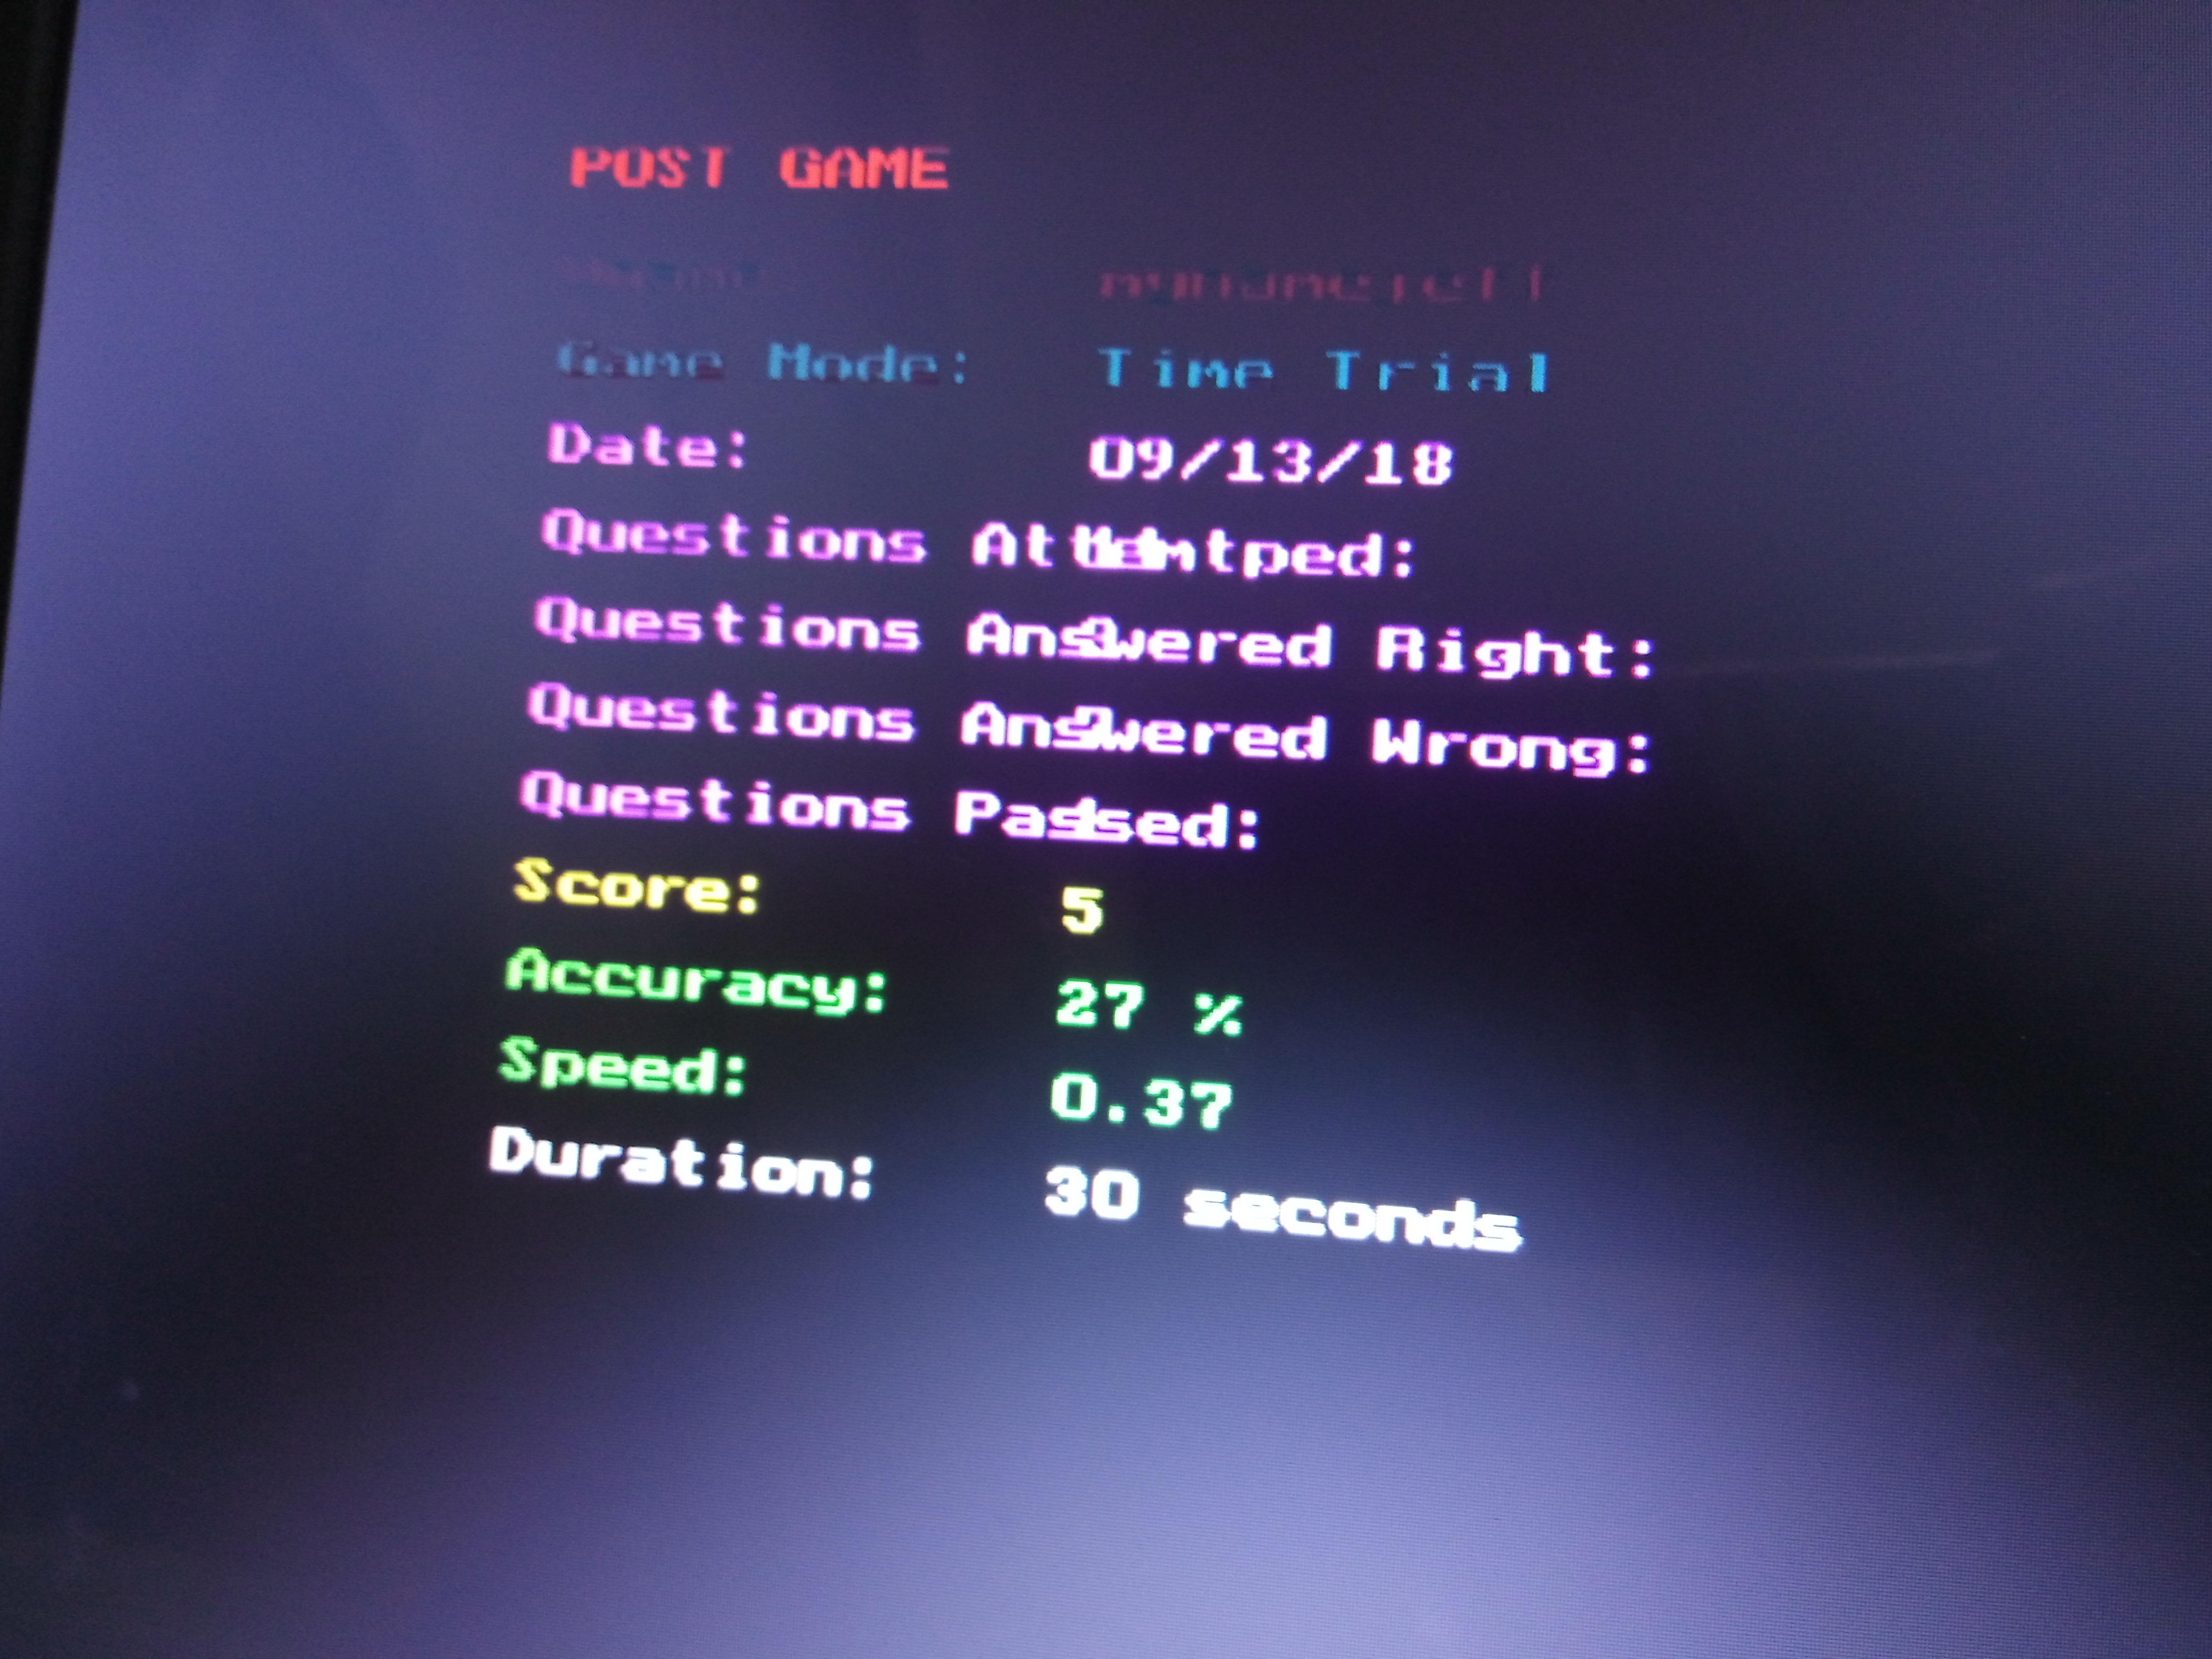 POST GAME
Game Mode: Time Trial
Date: 09/13/18
Questions Attempted:
Questions Answered Right:
Questions Answered Wrong:
Questions Passed:
Score: 5
Accuracy: 27 %
Speed: 0.37
Duration: 30 seconds